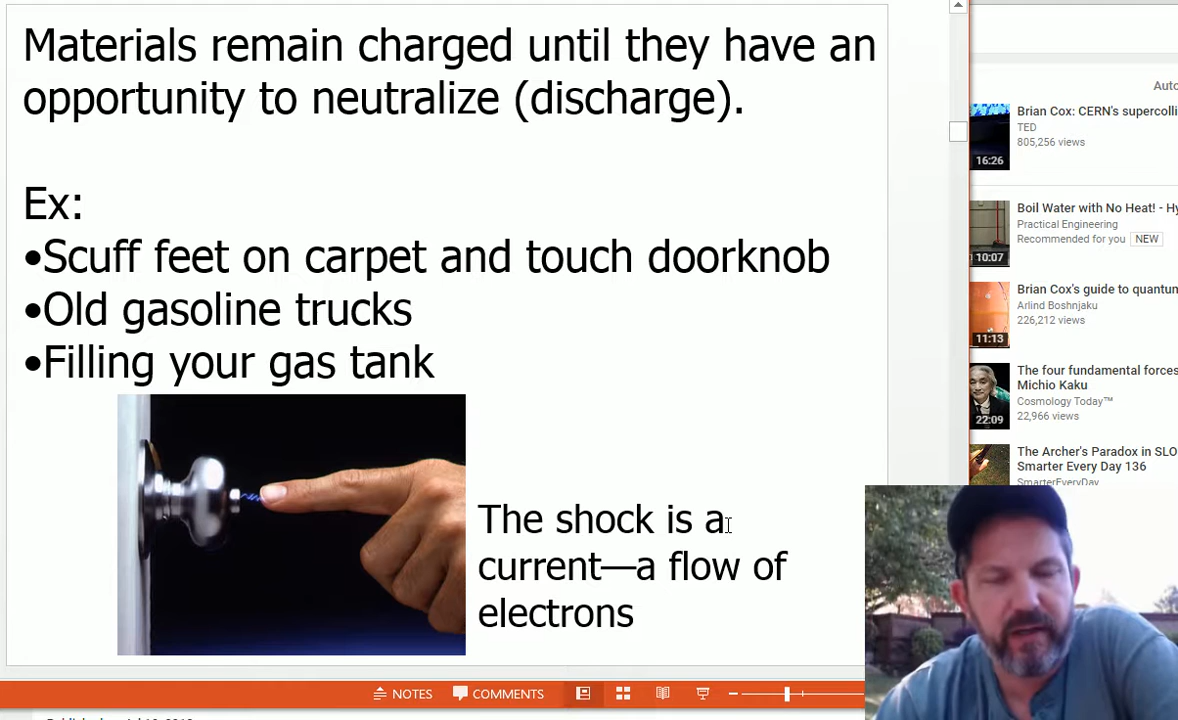 Materials remain charged until they have an
opportunity to neutralize (discharge).
Ex:
•Scuff feet on carpet and touch doorknob
•Old gasoline trucks
•Filling your gas tank
The shock is a
current—a flow of
electrons
NOTES
COMMENTS
16:26
Brian Cox: CERN's
TED
805,256 views
10:07
Boil Water with No Heat! -
Practical Engineering
Recommended for you NEW
11:13
Brian Cox's guide to
Arlind Boshnjaku
226,212 views
22:09
The four fundamental forces
Michio Kaku
Cosmology Today™
22,966 views
The Archer's Paradox in
Smarter Every Day 136
SmarterEveryDay